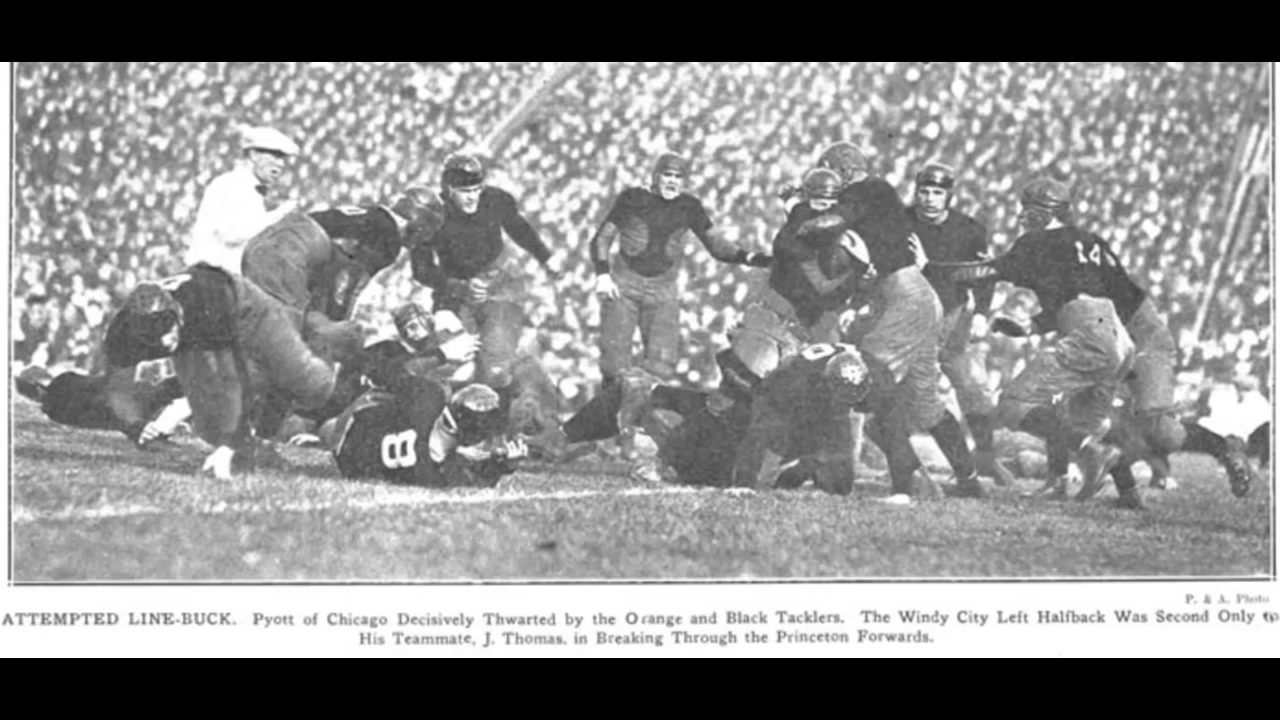 8
14
P. & A. Photo
ATTEMPTED LINE-BUCK. Pyott of Chicago Decisively Thwarted by the Orange and Black Tacklers. The Windy City Left Halfback Was Second Only to
His Teammate, J. Thomas, in Breaking Through the Princeton Forwards.